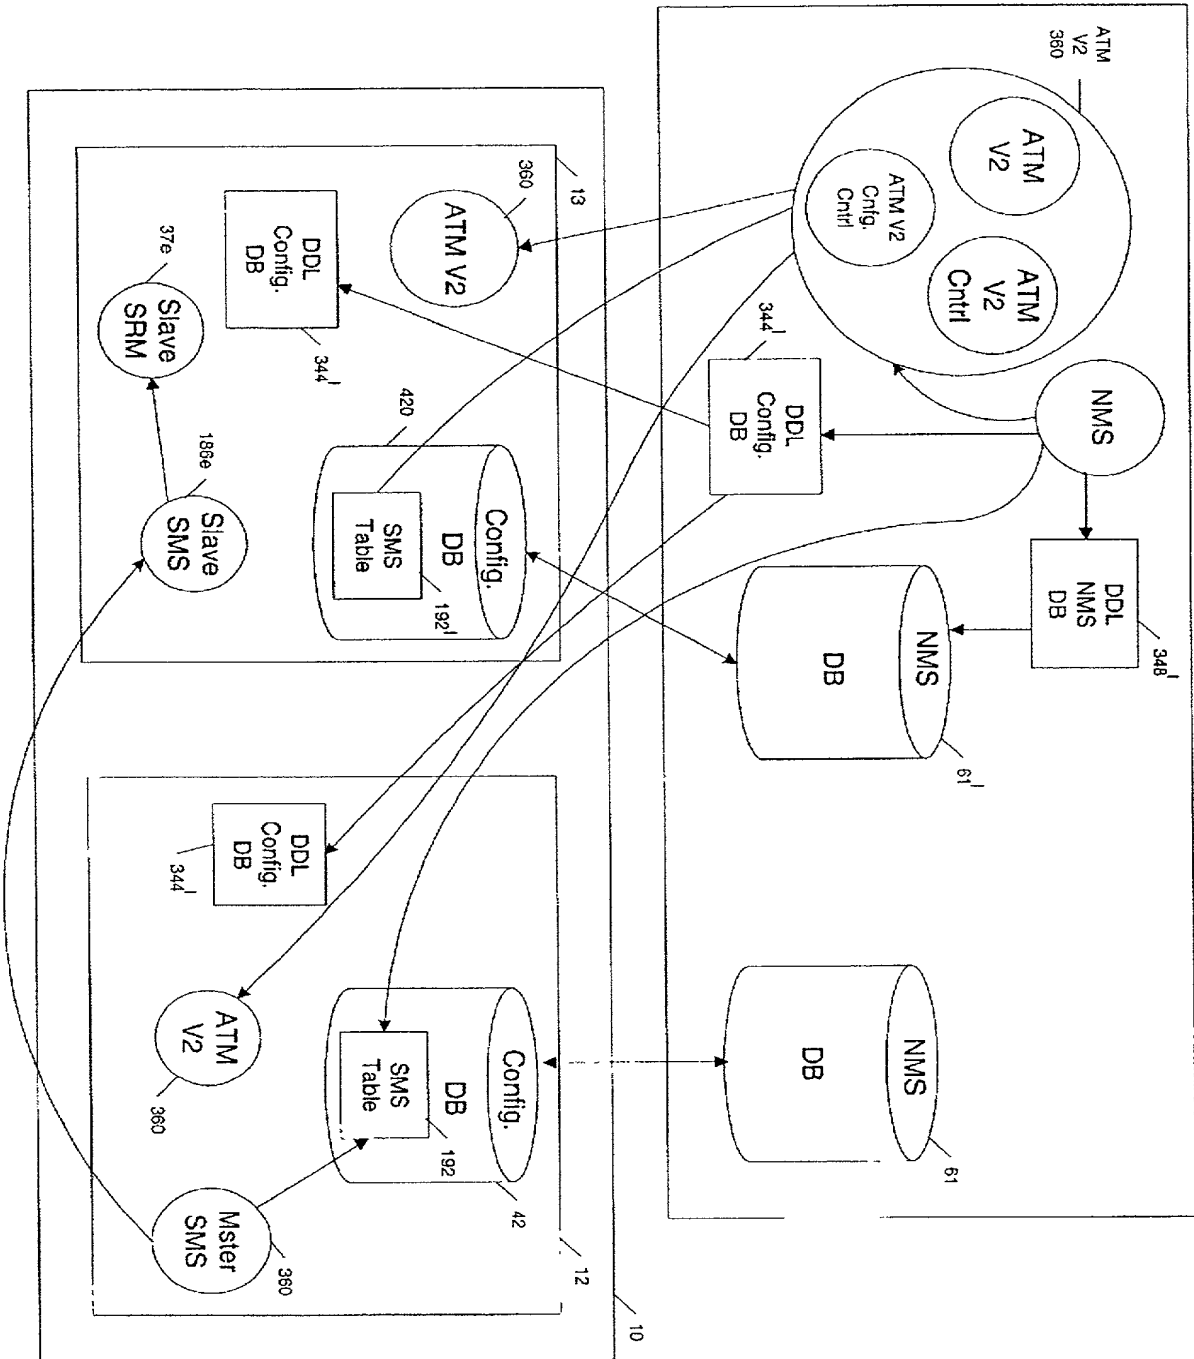 ATM
V2
360
ATM
V2
ATM V2
Cnfg.
Cntrl
ATM
V2
Cntrl
NMS
DDL
Config.
DB
344'
DDL
NMS
DB
348'
NMS
DB
61'
NMS
DB
61
13
360
ATM V2
DDL
Config.
DB
344'
37e
Slave
SRM
186e
Slave
SMS
420
Config.
DB
SMS
Table
192'
DDL
Config.
DB
344'
ATM
V2
360
Config.
DB
SMS
Table
192
42
Mster
SMS
360
12
10